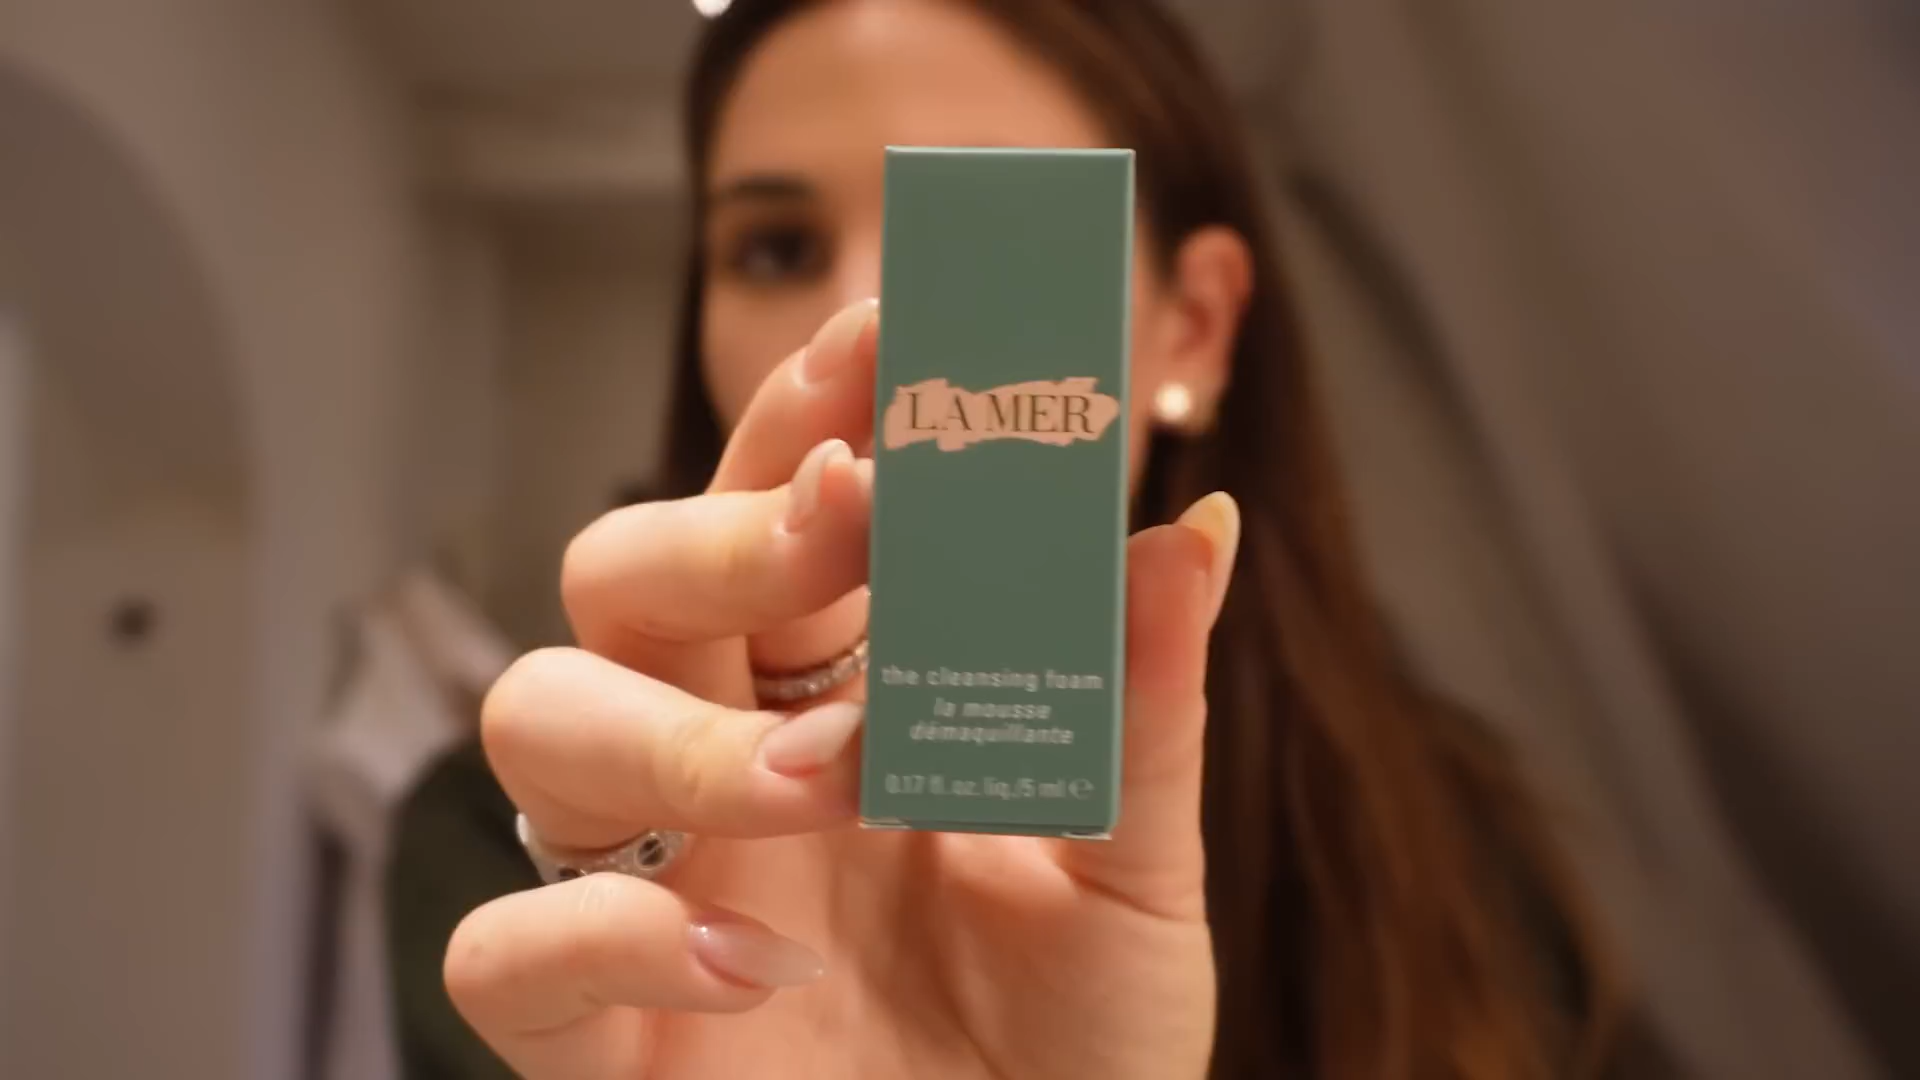 LA MER
the cleansing foam
la mousse
démaquillante
0.17 fl. oz. liq./5 ml ℮